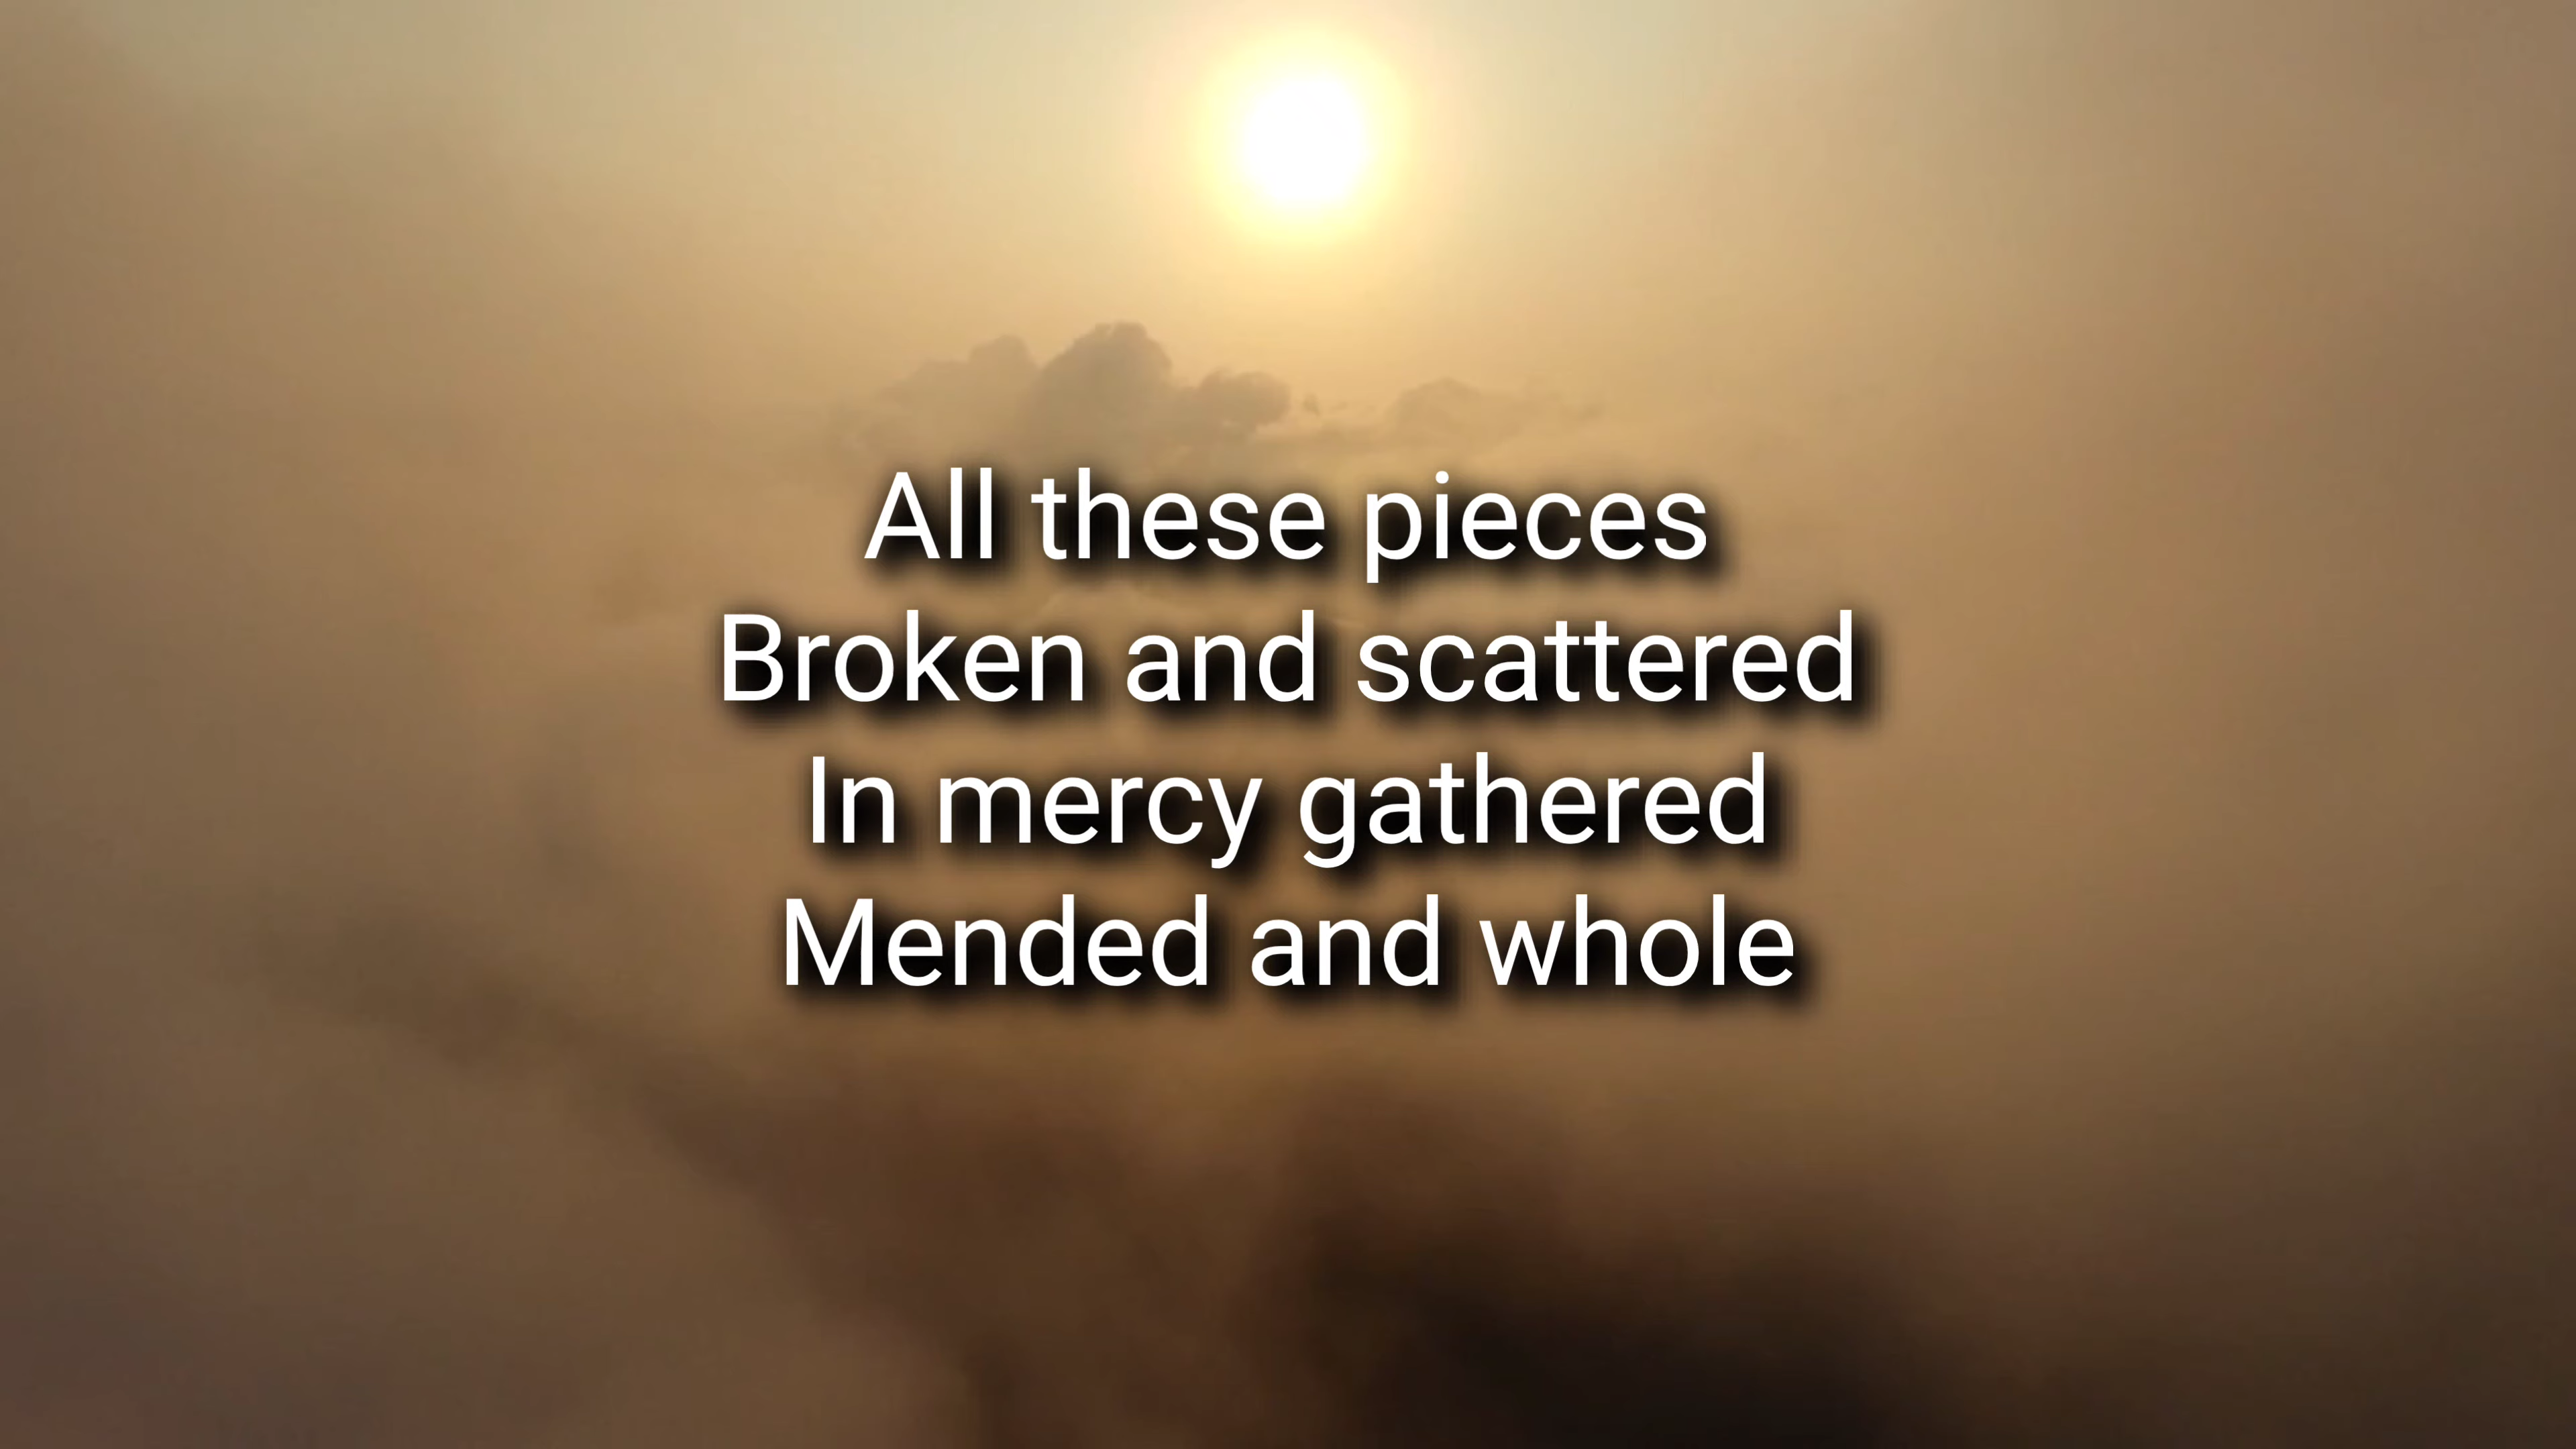 All these pieces
Broken and scattered
In mercy gathered
Mended and whole